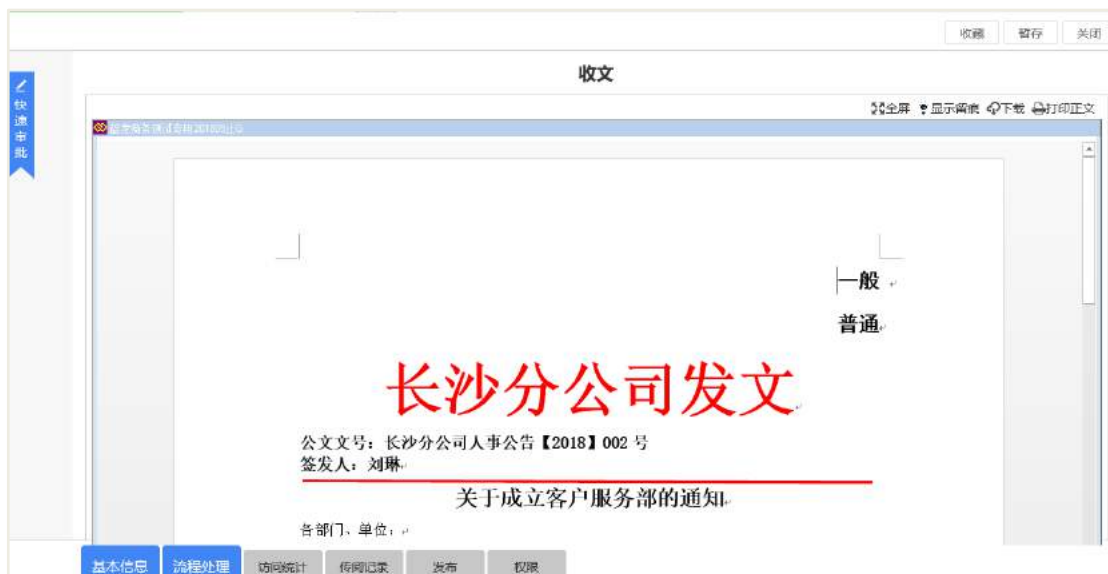 收藏 暂存 关闭
收文
快速审批
全屏 显示留痕 下载 打印正文
一般
普通
长沙分公司发文
公文文号：长沙分公司人事公告【2018】002 号
签发人：刘琳
关于成立客户服务部的通知
各部门、单位：
基本信息 流程处理 访问统计 传阅记录 发布 权限